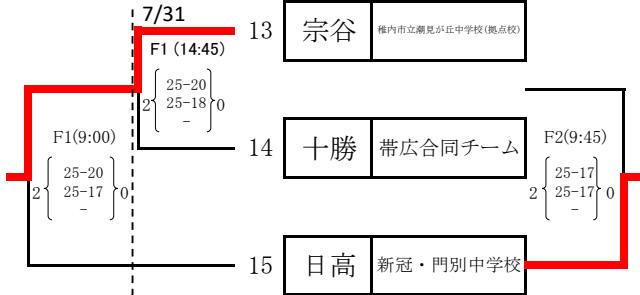 7/31
13 宗谷 稚内市立潮見が丘中学校(拠点校)
F1 (14:45)
2 25-20 0
25-18
-
14 十勝 帯広合同チーム
F1(9:00)
2 25-20 0
25-17
-
F2(9:45)
2 25-17 0
25-17
-
15 日高 新冠・門別中学校